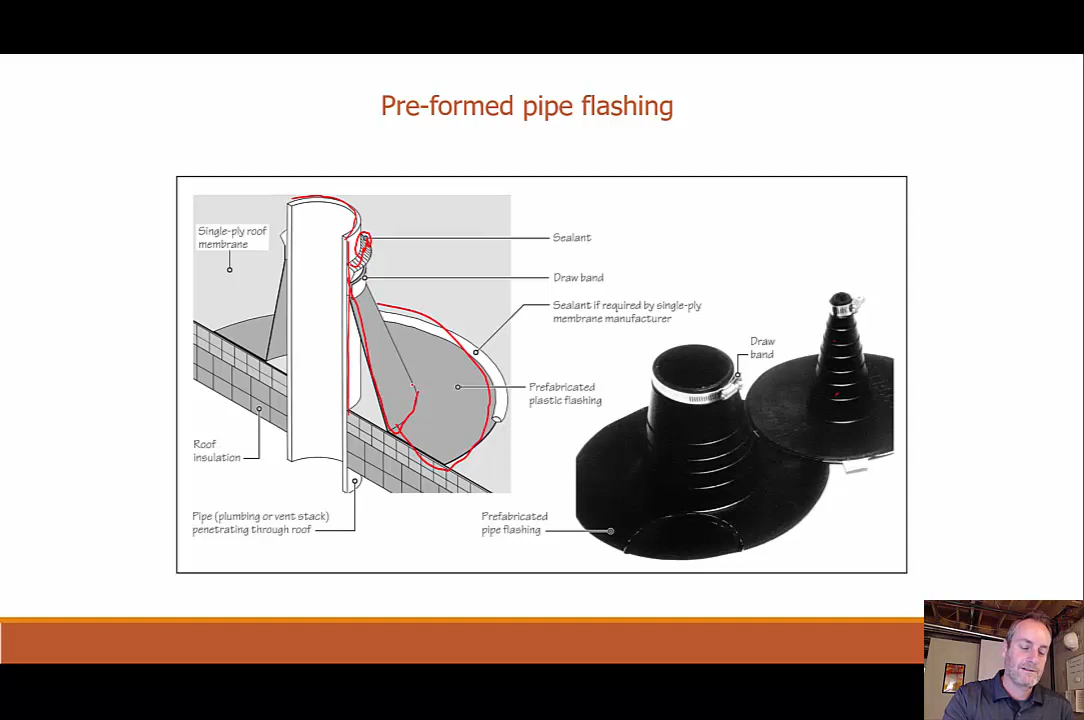 Pre-formed pipe flashing
Single-ply roof
membrane
Sealant
Draw band
Sealant if required by single-ply
membrane manufacturer
Draw
band
Prefabricated
plastic flashing
Roof
insulation
Pipe (plumbing or vent stack)
penetrating through roof
Prefabricated
pipe flashing